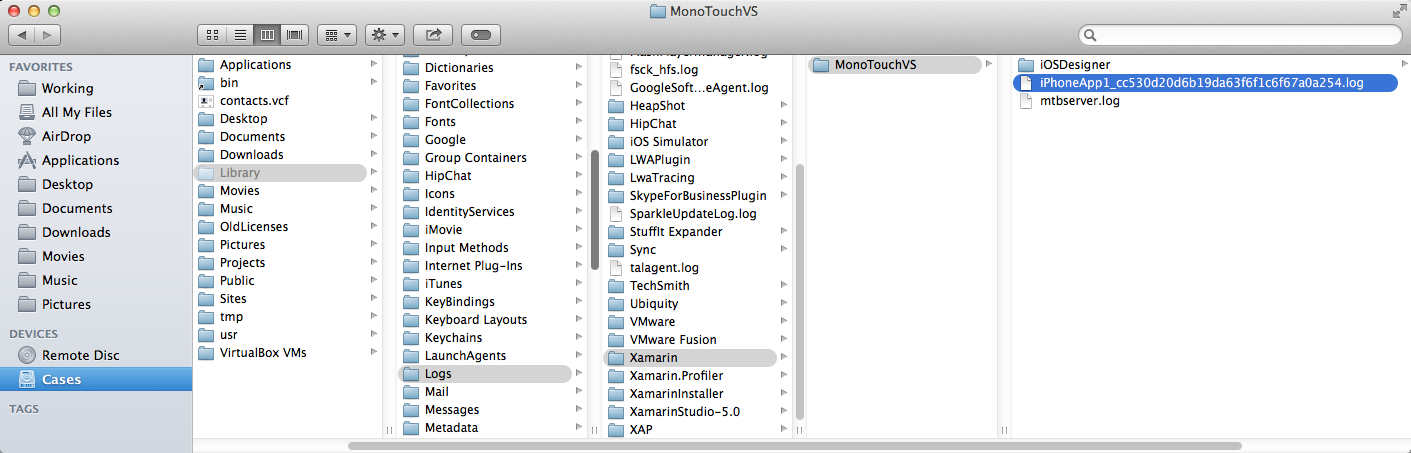 MonoTouchVS
FAVORITES
Working
All My Files
AirDrop
Applications
Desktop
Documents
Downloads
Movies
Music
Pictures
DEVICES
Remote Disc
Cases
TAGS
Applications
bin
contacts.vcf
Desktop
Documents
Downloads
Library
Movies
Music
OldLicenses
Pictures
Projects
Public
Sites
tmp
usr
VirtualBox VMs
Dictionaries
Favorites
FontCollections
Fonts
Google
Group Containers
HipChat
Icons
IdentityServices
iMovie
Input Methods
Internet Plug-Ins
iTunes
KeyBindings
Keyboard Layouts
Keychains
LaunchAgents
Logs
Mail
Messages
Metadata
fsck_hfs.log
GoogleSoft...eAgent.log
HeapShot
HipChat
iOS Simulator
LWAPlugin
LwaTracing
SkypeForBusinessPlugin
SparkleUpdateLog.log
StuffIt Expander
Sync
talagent.log
TechSmith
Ubiquity
VMware
VMware Fusion
Xamarin
Xamarin.Profiler
XamarinInstaller
XamarinStudio-5.0
XAP
MonoTouchVS
iOSDesigner
iPhoneApp1_cc530d20d6b19da63f6f1c6f67a0a254.log
mtbserver.log